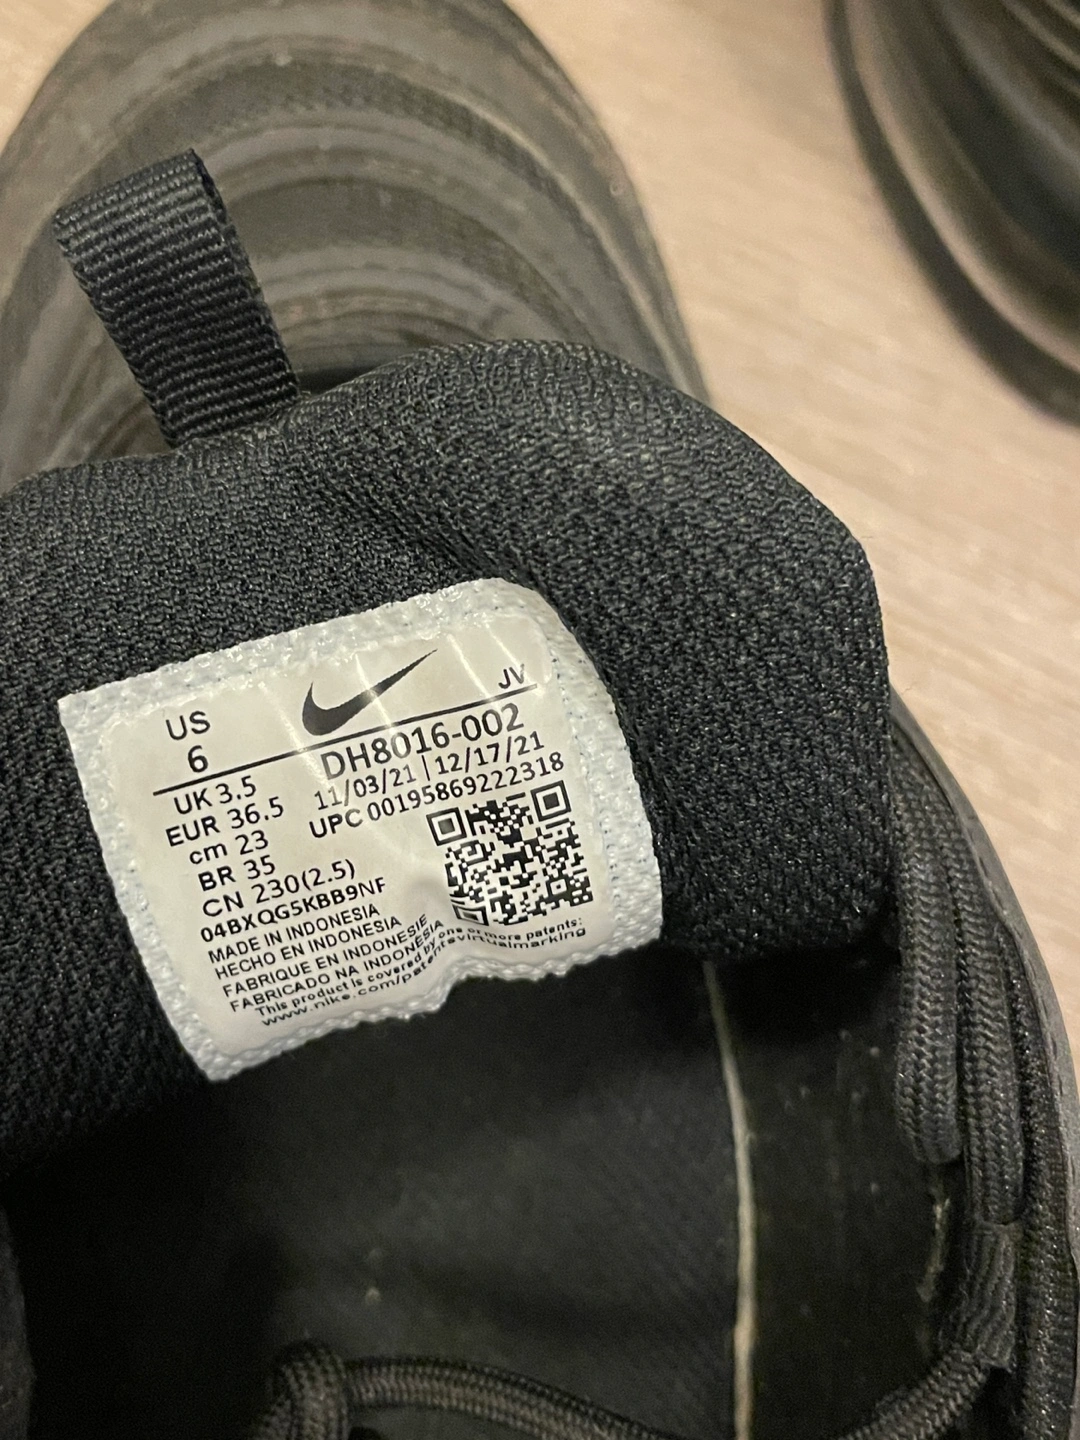 US
6
JV
DH8016-002
11/03/21 | 12/17/21
UPC 00195869222318
UK 3.5
EUR 36.5
cm 23
BR 35
CN 230(2.5)
04BXQG5KBB9NF
MADE IN INDONESIA
HECHO EN INDONESIA
FABRIQUE EN INDONESIE
FABRICADO NA INDONÉSIA
This product is covered by one or more patents:
www.nike.com/patentsvirtualmarking